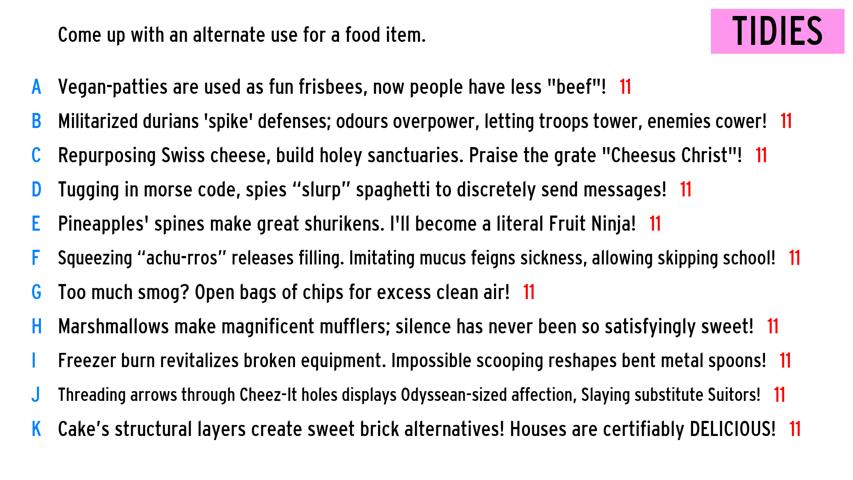 Come up with an alternate use for a food item.
TIDIES
A Vegan-patties are used as fun frisbees, now people have less "beef"! 11
B Militarized durians 'spike' defenses; odours overpower, letting troops tower, enemies cower! 11
C Repurposing Swiss cheese, build holey sanctuaries. Praise the grate "Cheesus Christ"! 11
D Tugging in morse code, spies “slurp” spaghetti to discretely send messages! 11
E Pineapples' spines make great shurikens. I'll become a literal Fruit Ninja! 11
F Squeezing “achu-rros” releases filling. Imitating mucus feigns sickness, allowing skipping school! 11
G Too much smog? Open bags of chips for excess clean air! 11
H Marshmallows make magnificent mufflers; silence has never been so satisfyingly sweet! 11
I Freezer burn revitalizes broken equipment. Impossible scooping reshapes bent metal spoons! 11
J Threading arrows through Cheez-It holes displays Odyssean-sized affection, Slaying substitute Suitors! 11
K Cake’s structural layers create sweet brick alternatives! Houses are certifiably DELICIOUS! 11